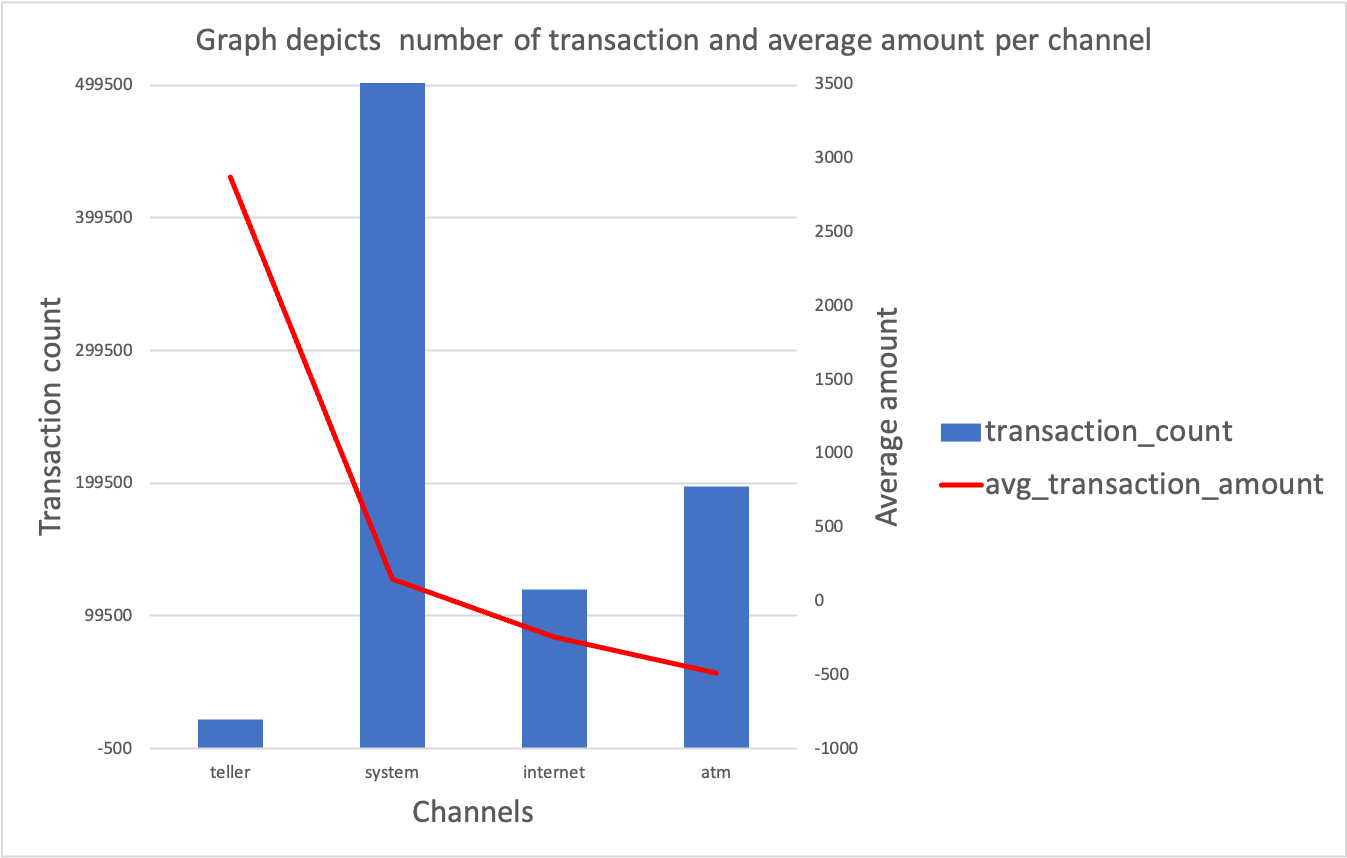 Graph depicts  number of transaction and average amount per channel
499500
399500
299500
199500
99500
-500
Transaction count
3500
3000
2500
2000
1500
1000
500
0
-500
-1000
Average amount
transaction_count
avg_transaction_amount
teller system internet atm
Channels